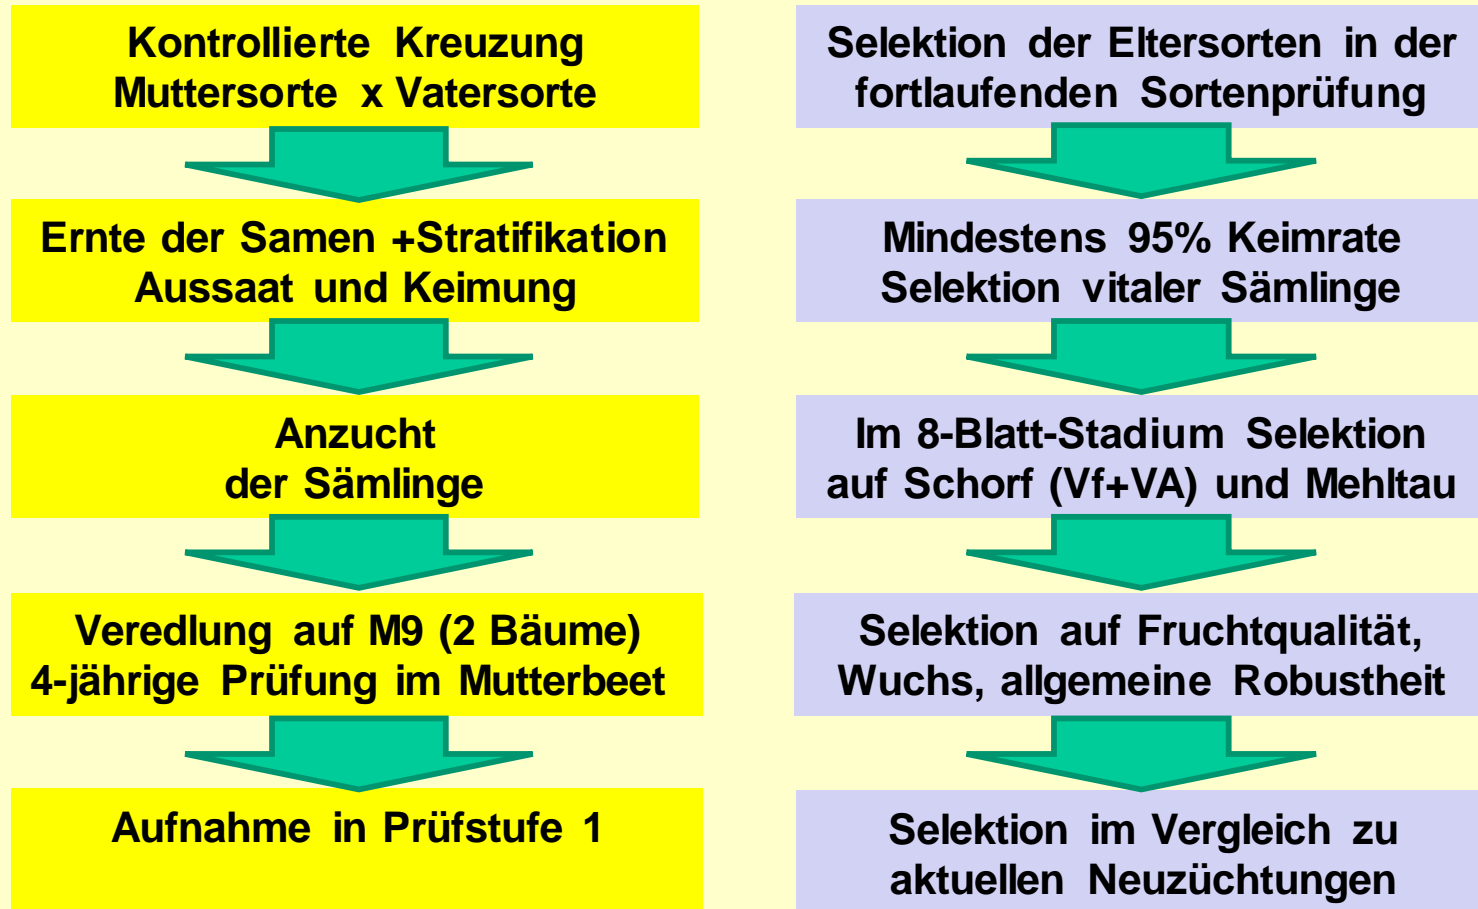 Kontrollierte Kreuzung
Muttersorte x Vatersorte
Selektion der Eltersorten in der
fortlaufenden Sortenprüfung
Ernte der Samen +Stratifikation
Aussaat und Keimung
Mindestens 95% Keimrate
Selektion vitaler Sämlinge
Anzucht
der Sämlinge
Im 8-Blatt-Stadium Selektion
auf Schorf (Vf+VA) und Mehltau
Veredlung auf M9 (2 Bäume)
4-jährige Prüfung im Mutterbeet
Selektion auf Fruchtqualität,
Wuchs, allgemeine Robustheit
Aufnahme in Prüfstufe 1
Selektion im Vergleich zu
aktuellen Neuzüchtungen